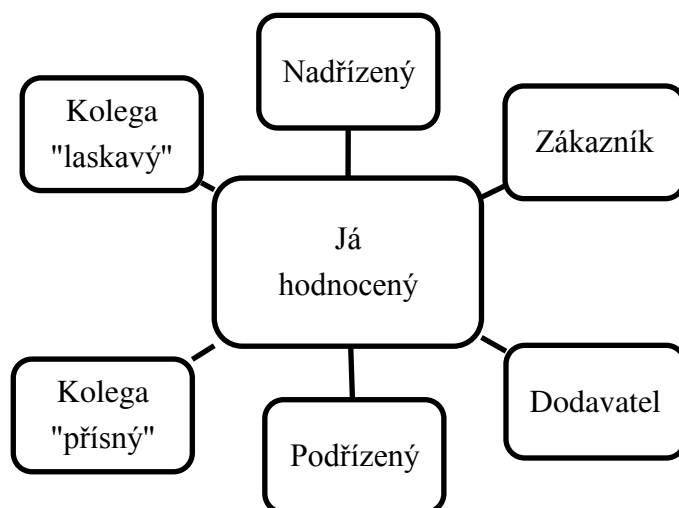 Nadřízený
Kolega
"laskavý"
Zákazník
Já
hodnocený
Kolega
"přísný"
Dodavatel
Podřízený